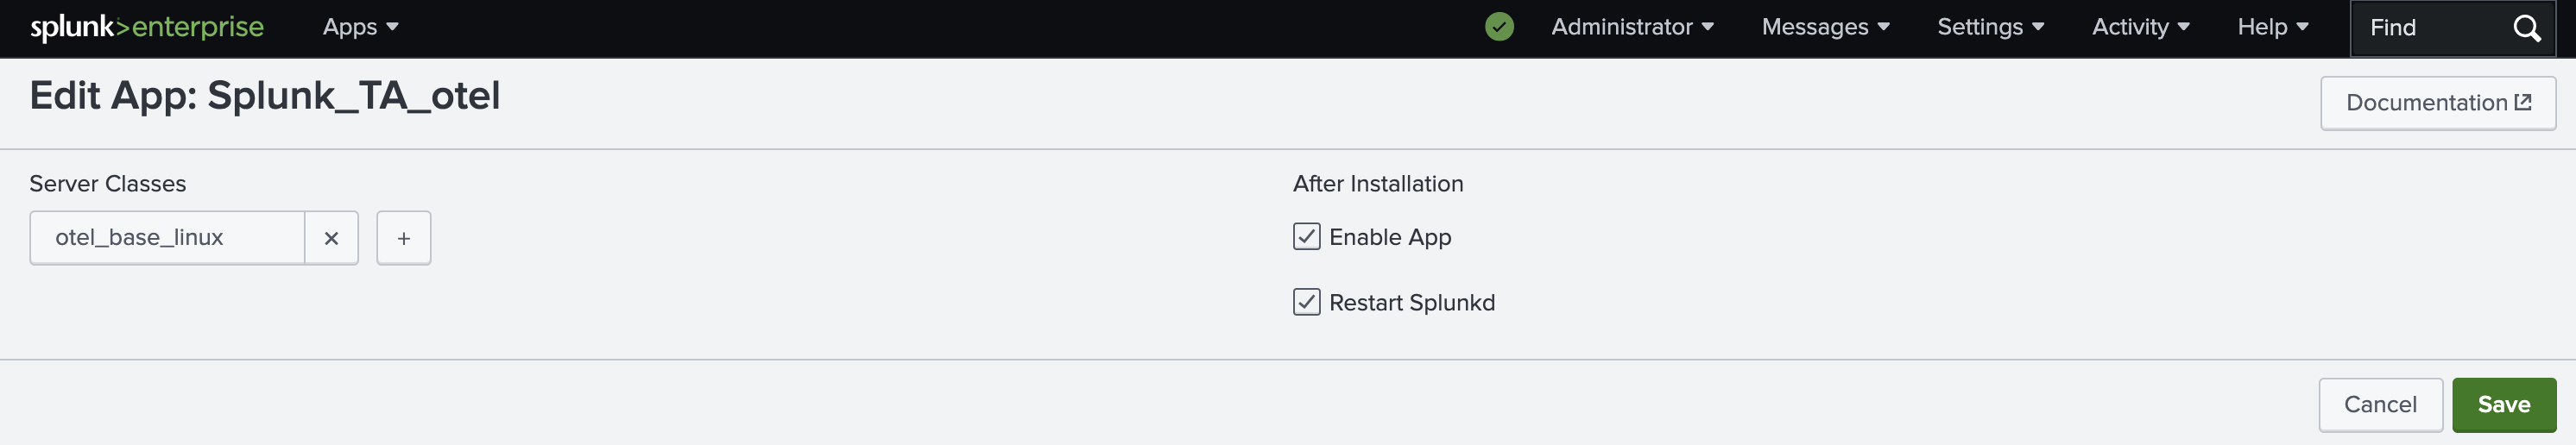 splunk>enterprise Apps Administrator Messages Settings Activity Help Find
Edit App: Splunk_TA_otel
Documentation
Server Classes
otel_base_linux × +
After Installation
Enable App
Restart Splunkd
Cancel Save